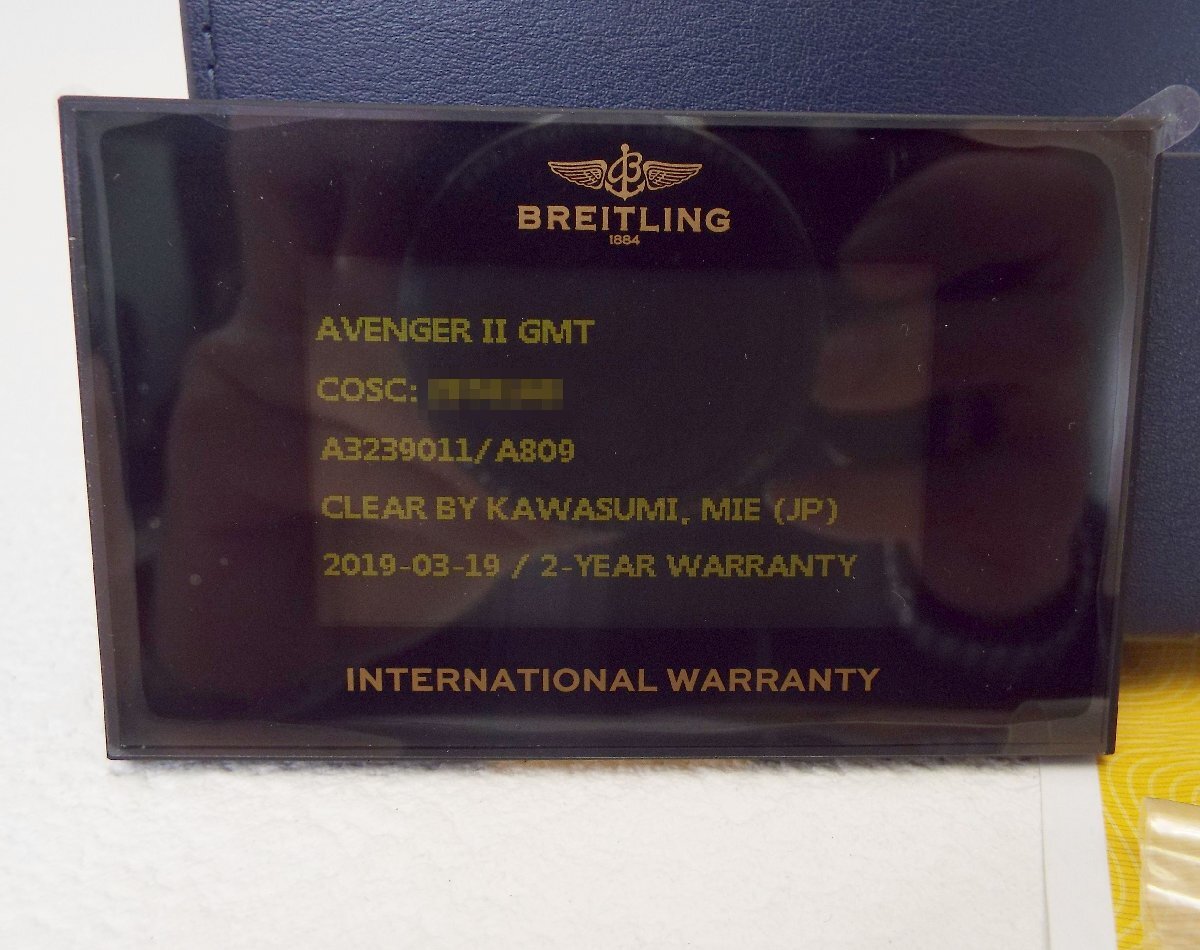 BREITLING
1884
AVENGER II GMT
COSC:
A3239011/A809
CLEAR BY KAWASUMI, MIE (JP)
2019-03-19 / 2-YEAR WARRANTY
INTERNATIONAL WARRANTY